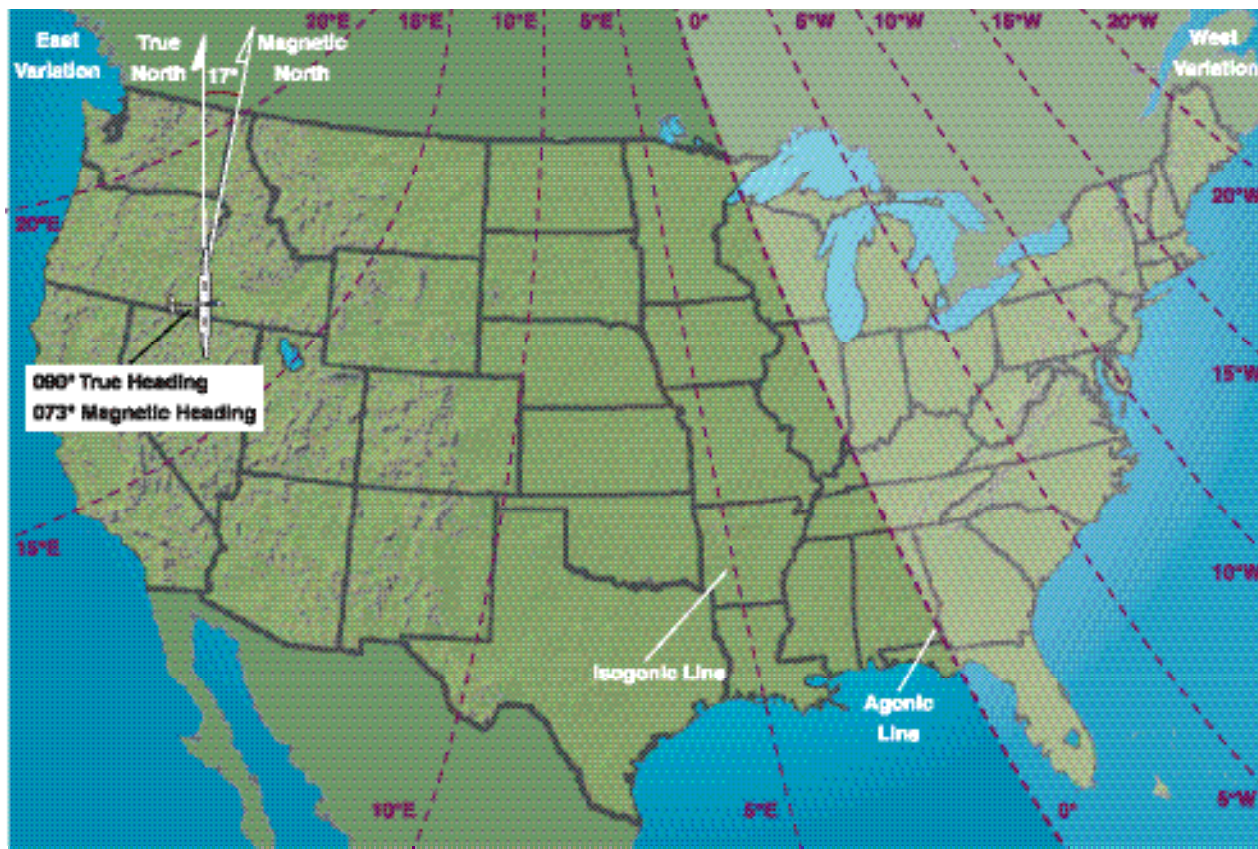 20°E
15°E
10°E
5°E
0°
5°W
10°W
15°W
20°W
East
Variation
True
North
17°
Magnetic
North
West
Variation
20°E
20°W
090° True Heading
073° Magnetic Heading
15°W
15°E
10°W
Isogonic Line
Agonic
Line
10°E
5°E
0°
5°W